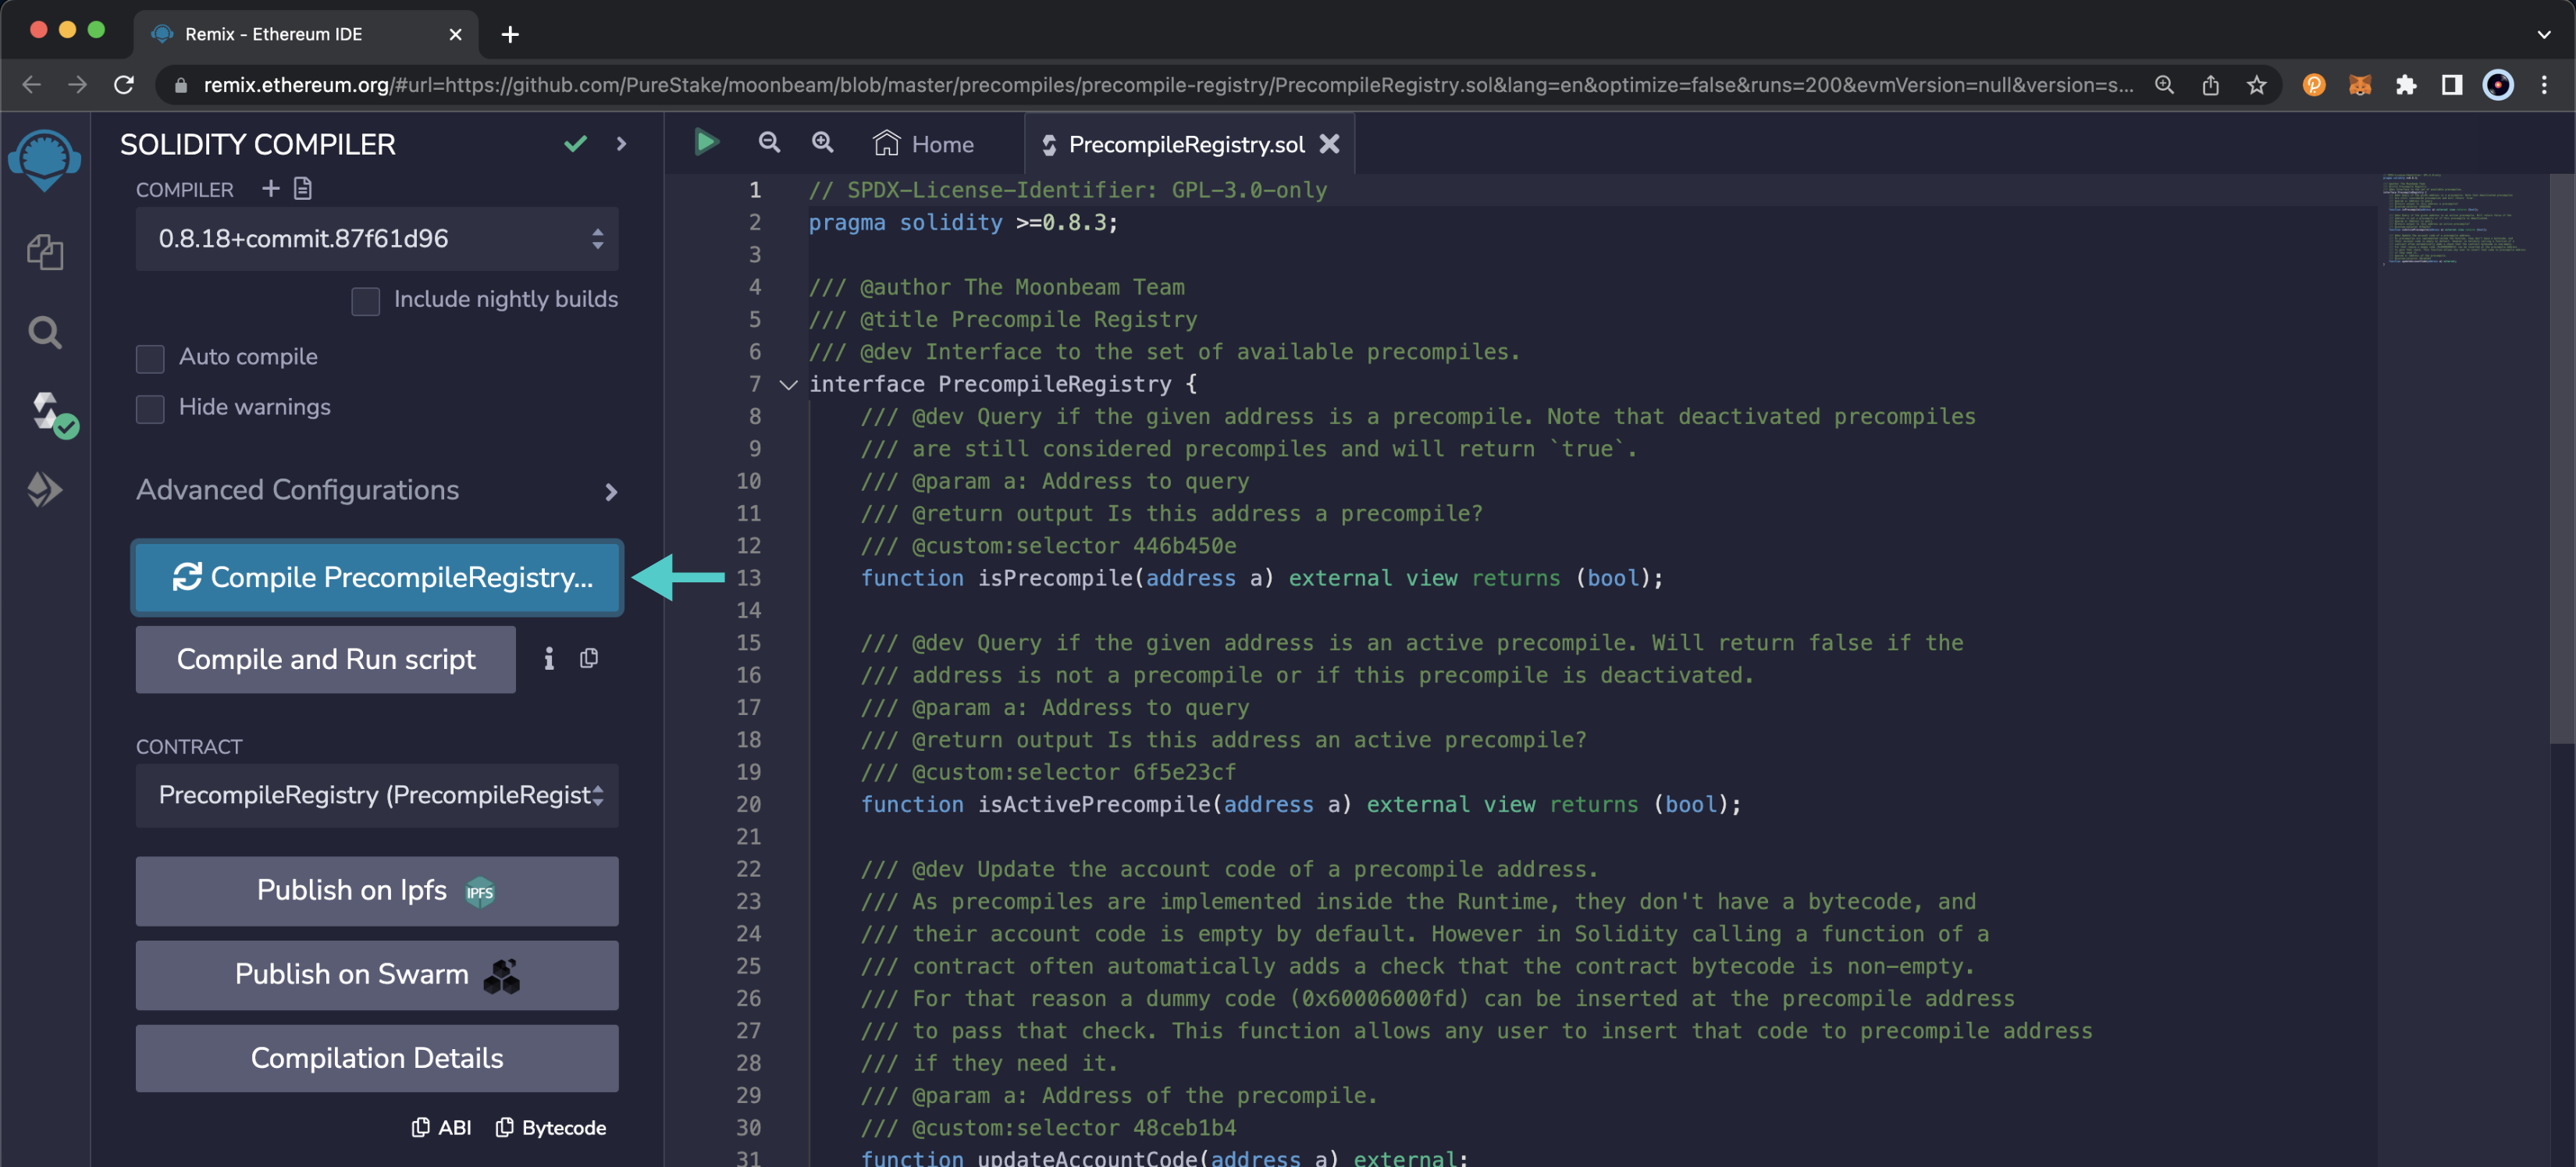 Remix - Ethereum IDE
remix.ethereum.org/#url=https://github.com/PureStake/moonbeam/blob/master/precompiles/precompile-registry/PrecompileRegistry.sol&lang=en&optimize=false&runs=200&evmVersion=null&version=s...
SOLIDITY COMPILER
COMPILER
0.8.18+commit.87f61d96
Include nightly builds
Auto compile
Hide warnings
Advanced Configurations
Compile PrecompileRegistry...
Compile and Run script
CONTRACT
PrecompileRegistry (PrecompileRegist
Publish on Ipfs
IPFS
Publish on Swarm
Compilation Details
ABI Bytecode
Home PrecompileRegistry.sol
1 // SPDX-License-Identifier: GPL-3.0-only
2 pragma solidity >=0.8.3;
3
4 /// @author The Moonbeam Team
5 /// @title Precompile Registry
6 /// @dev Interface to the set of available precompiles.
7 interface PrecompileRegistry {
8 /// @dev Query if the given address is a precompile. Note that deactivated precompiles
9 /// are still considered precompiles and will return `true`.
10 /// @param a: Address to query
11 /// @return output Is this address a precompile?
12 /// @custom:selector 446b450e
13 function isPrecompile(address a) external view returns (bool);
14
15 /// @dev Query if the given address is an active precompile. Will return false if the
16 /// address is not a precompile or if this precompile is deactivated.
17 /// @param a: Address to query
18 /// @return output Is this address an active precompile?
19 /// @custom:selector 6f5e23cf
20 function isActivePrecompile(address a) external view returns (bool);
21
22 /// @dev Update the account code of a precompile address.
23 /// As precompiles are implemented inside the Runtime, they don't have a bytecode, and
24 /// their account code is empty by default. However in Solidity calling a function of a
25 /// contract often automatically adds a check that the contract bytecode is non-empty.
26 /// For that reason a dummy code (0x60006000fd) can be inserted at the precompile address
27 /// to pass that check. This function allows any user to insert that code to precompile address
28 /// if they need it.
29 /// @param a: Address of the precompile.
30 /// @custom:selector 48ceb1b4
31 function updateAccountCode(address a) external;